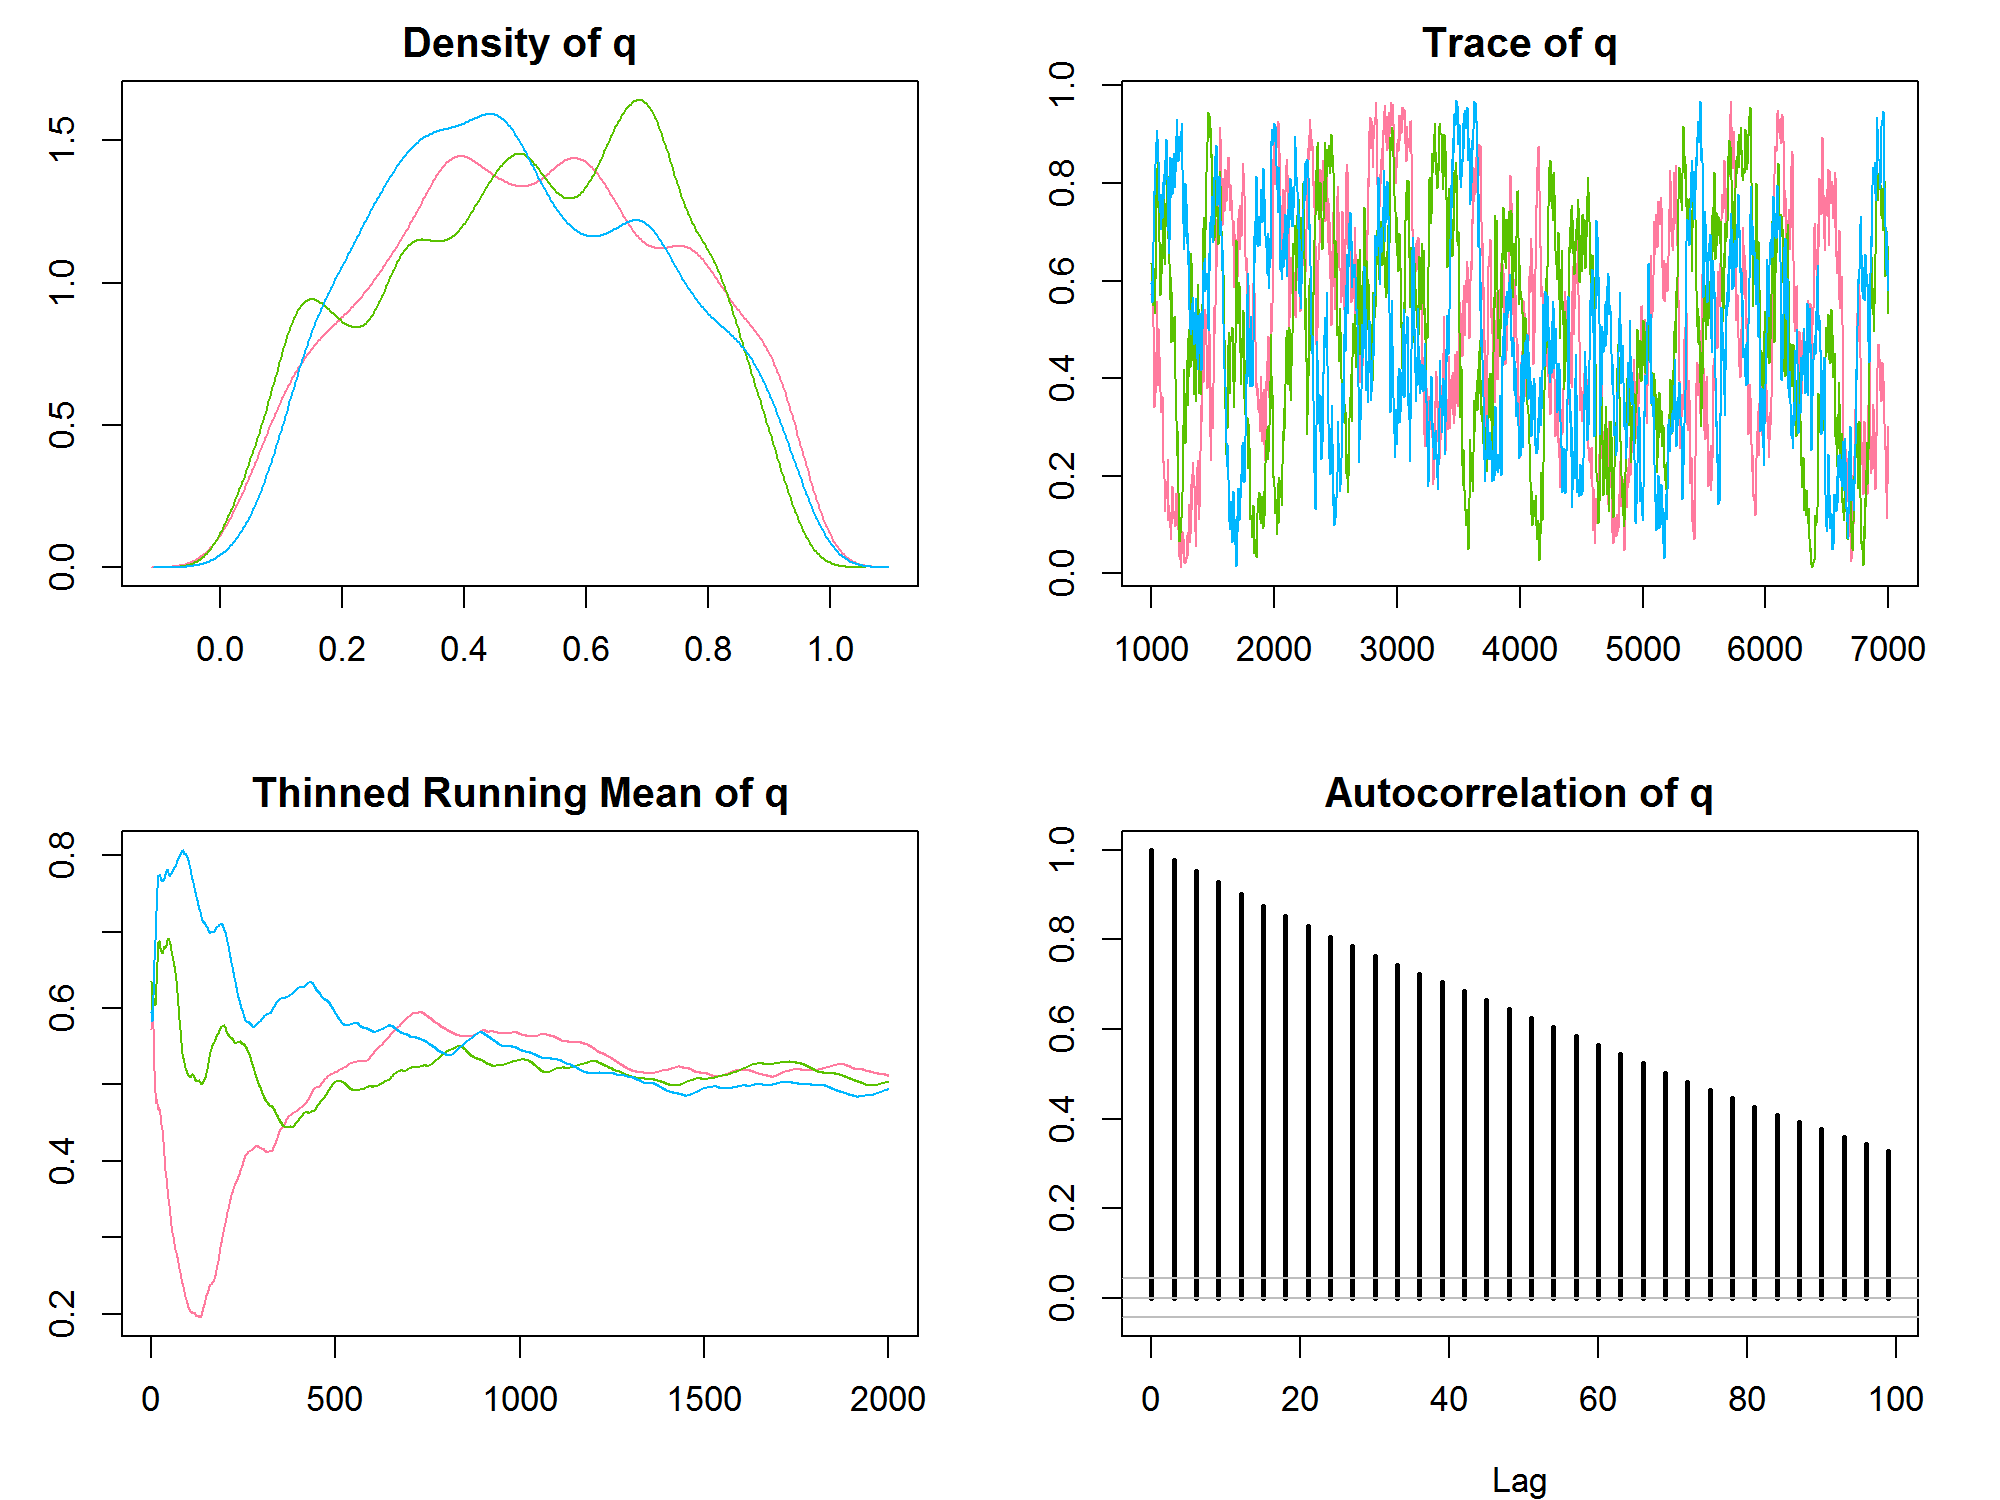 Density of q
1.5
1.0
0.5
0.0
0.0 0.2 0.4 0.6 0.8 1.0
Trace of q
1.0
0.8
0.6
0.4
0.2
0.0
1000 2000 3000 4000 5000 6000 7000
Thinned Running Mean of q
0.8
0.6
0.4
0.2
0 500 1000 1500 2000
Autocorrelation of q
1.0
0.8
0.6
0.4
0.2
0.0
0 20 40 60 80 100
Lag